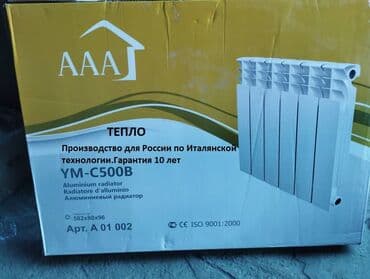 AAA
ТЕПЛО
Производство для России по Италянской
технологии.Гарантия 10 лет
YM-C500B
Aluminium radiator
Radiatore d'alluminio
Алюминиевый радиатор
582x80x96
Арт. А 01 002
CE ISO 9001:2000